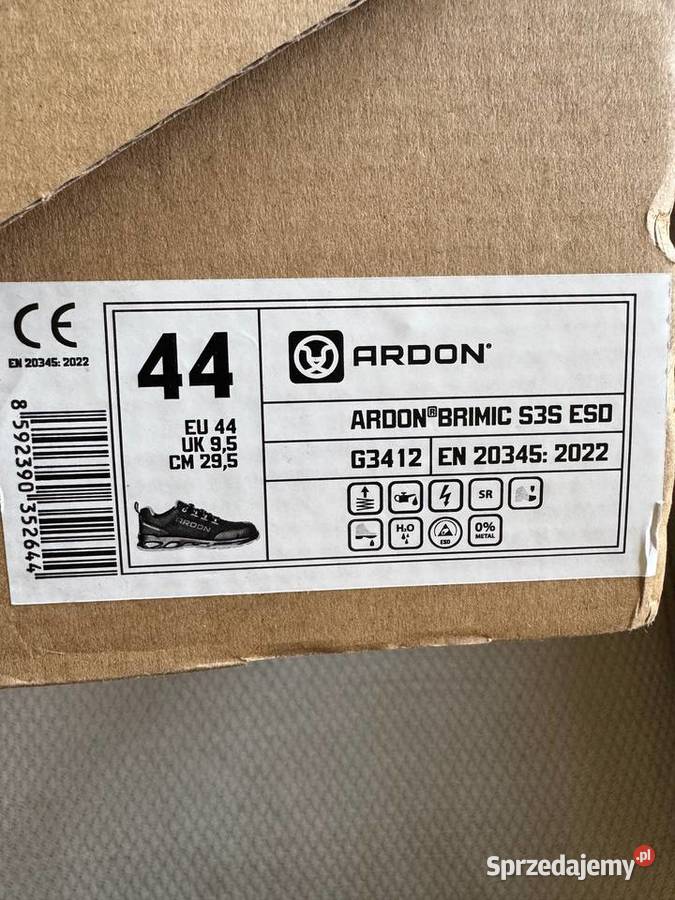 CE
EN 20345: 2022
8 592390 352644
44
EU 44
UK 9,5
CM 29,5
ARDON
ARDON
ARDON®BRIMIC S3S ESD
G3412
EN 20345: 2022
SR
H₂O
ESD
0%
METAL
Sprzedajemy.pl